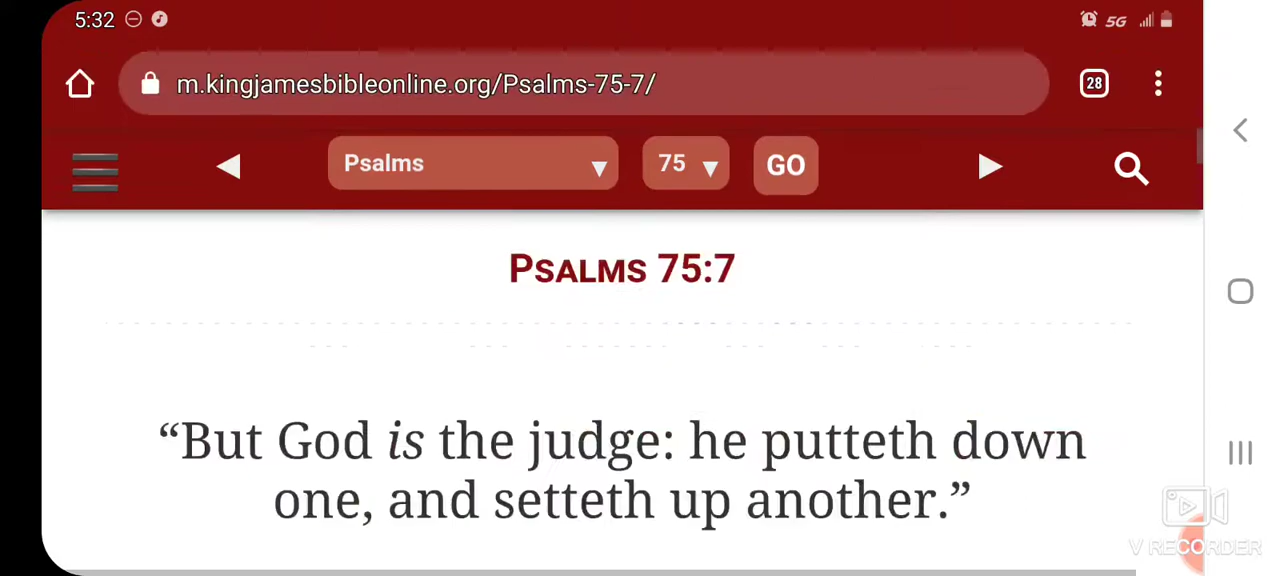 5:32 5G
m.kingjamesbibleonline.org/Psalms-75-7/ 28
Psalms 75 GO
PSALMS 75:7
“But God is the judge: he putteth down
one, and setteth up another.”
V RECORDER